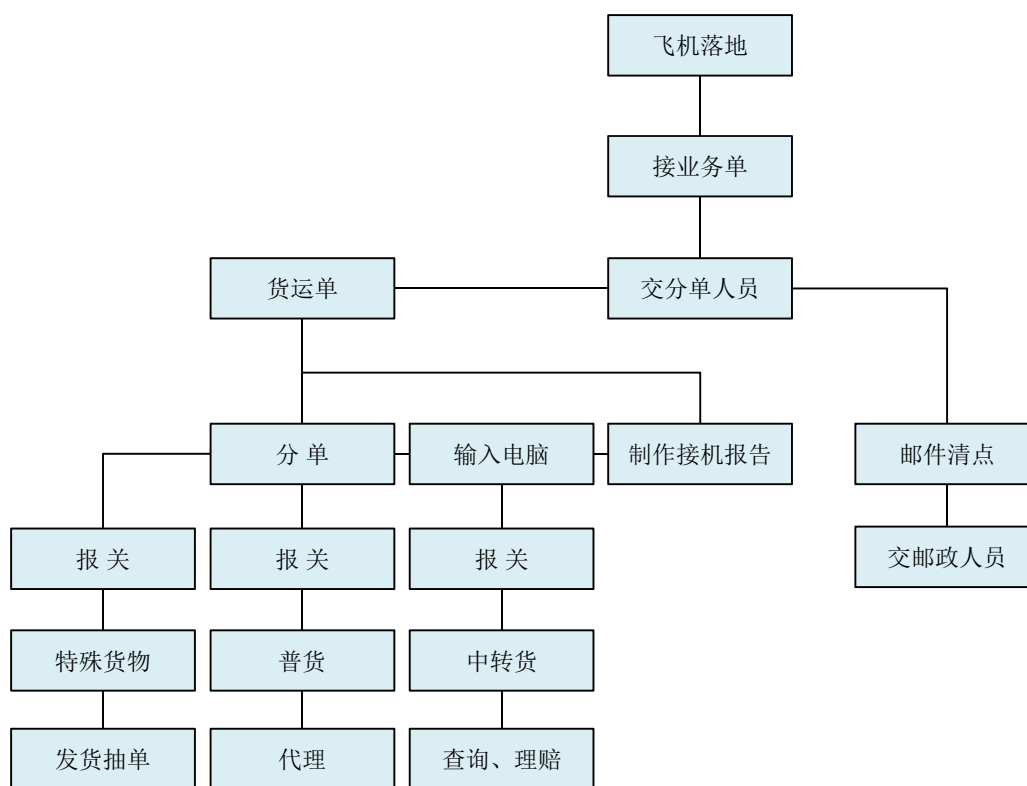 飞机落地
接业务单
货运单
交分单人员
分 单
输入电脑
制作接机报告
邮件清点
报 关
报 关
报 关
交邮政人员
特殊货物
普货
中转货
发货抽单
代理
查询、理赔